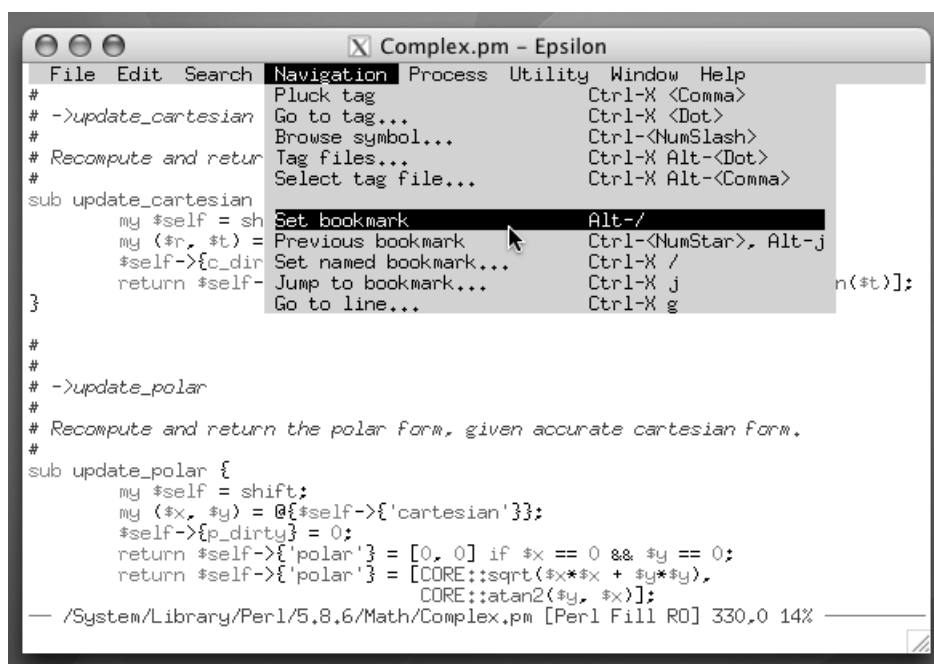 X Complex.pm – Epsilon
File Edit Search Navigation Process Utility Window Help
# Pluck tag Ctrl-X <Comma>
# ->update_cartesian Go to tag... Ctrl-X <Dot>
# Browse symbol... Ctrl-<NumSlash>
# Recompute and retur Tag files... Ctrl-X Alt-<Dot>
# Select tag file... Ctrl-X Alt-<Comma>
sub update_cartesian
my $self = sh Set bookmark Alt-/
my ($r, $t) = Previous bookmark Ctrl-<NumStar>, Alt-j
$self->{c_dir Set named bookmark... Ctrl-X /
return $self- Jump to bookmark... Ctrl-X j n($t)];
} Go to line... Ctrl-X g
#
#
# ->update_polar
#
# Recompute and return the polar form, given accurate cartesian form.
#
sub update_polar {
my $self = shift;
my ($x, $y) = @{$self->{'cartesian'}};
$self->{p_dirty} = 0;
return $self->{'polar'} = [0, 0] if $x == 0 && $y == 0;
return $self->{'polar'} = [CORE::sqrt($x*$x + $y*$y),
CORE::atan2($y, $x)];
/System/Library/Perl/5.8.6/Math/Complex.pm [Perl Fill RO] 330,0 14%